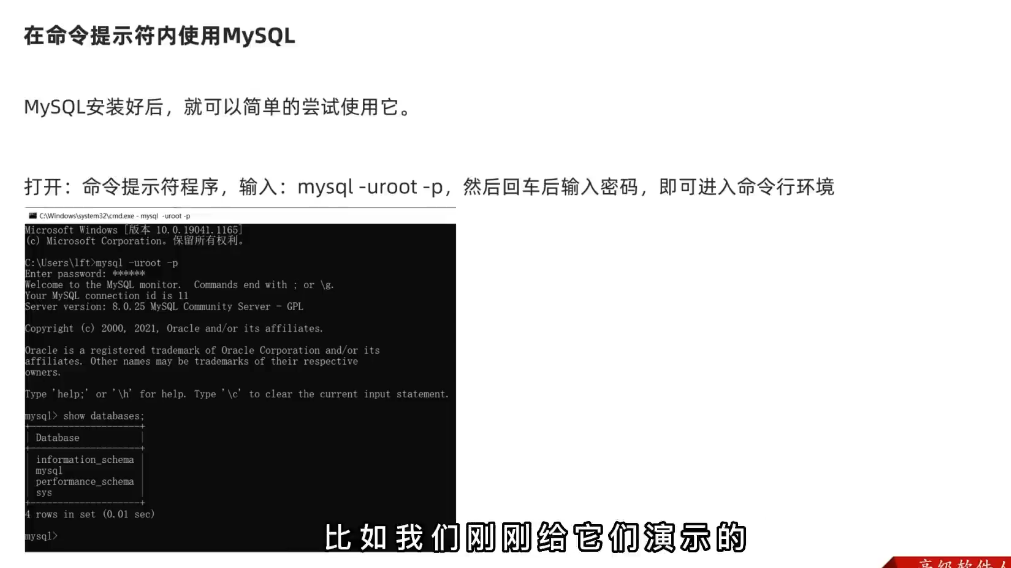 在命令提示符内使用MySQL
MySQL安装好后，就可以简单的尝试使用它。
打开：命令提示符程序，输入：mysql -uroot -p，然后回车后输入密码，即可进入命令行环境
C:\Windows\system32\cmd.exe - mysql -uroot -p
Microsoft Windows [版本 10.0.19041.1165]
(c) Microsoft Corporation。保留所有权利。
C:\Users\lft>mysql -uroot -p
Enter password: ******
Welcome to the MySQL monitor.  Commands end with ; or \g.
Your MySQL connection id is 11
Server version: 8.0.25 MySQL Community Server - GPL
Copyright (c) 2000, 2021, Oracle and/or its affiliates.
Oracle is a registered trademark of Oracle Corporation and/or its
affiliates. Other names may be trademarks of their respective
owners.
Type 'help;' or '\h' for help. Type '\c' to clear the current input statement.
mysql> show databases;
Database
information_schema
mysql
performance_schema
sys
4 rows in set (0.01 sec)
mysql>
比如我们刚刚给它们演示的
高级软件人